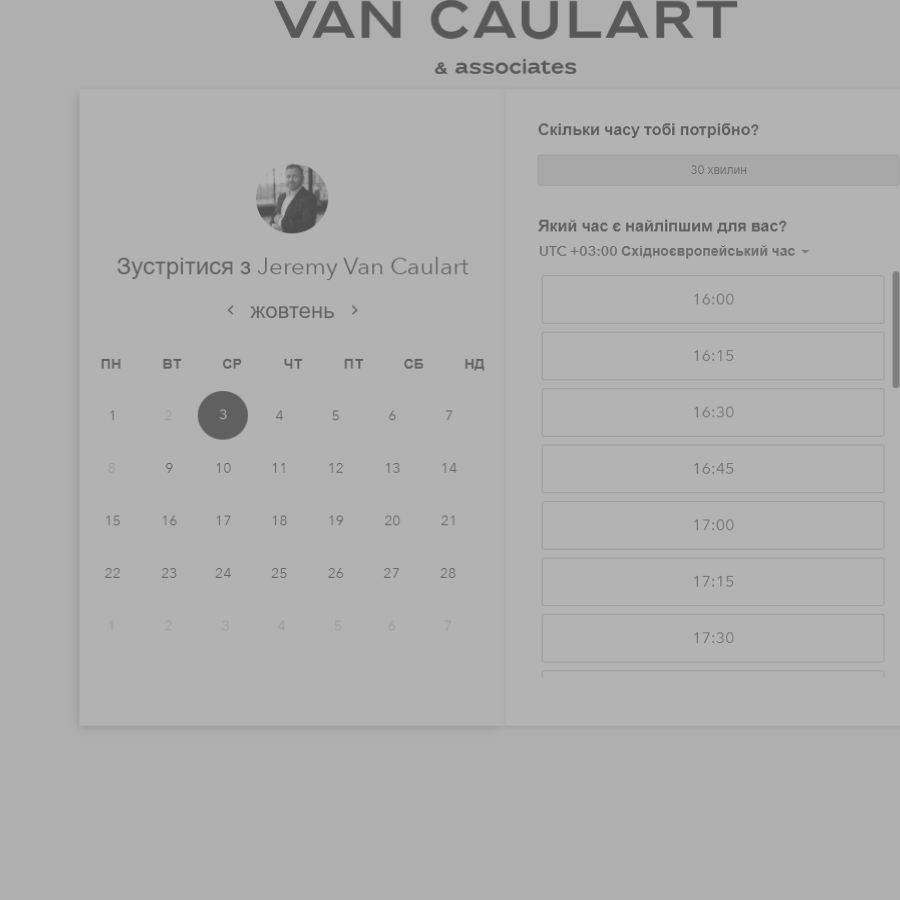 VAN CAULART
& associates
Зустрітися з Jeremy Van Caulart
жовтень
ПН ВТ СР ЧТ ПТ СБ НД
1 2 3 4 5 6 7
8 9 10 11 12 13 14
15 16 17 18 19 20 21
22 23 24 25 26 27 28
1 2 3 4 5 6 7
Скільки часу тобі потрібно?
30 хвилин
Який час є найліпшим для вас?
UTC +03:00 Східноєвропейський час
16:00
16:15
16:30
16:45
17:00
17:15
17:30